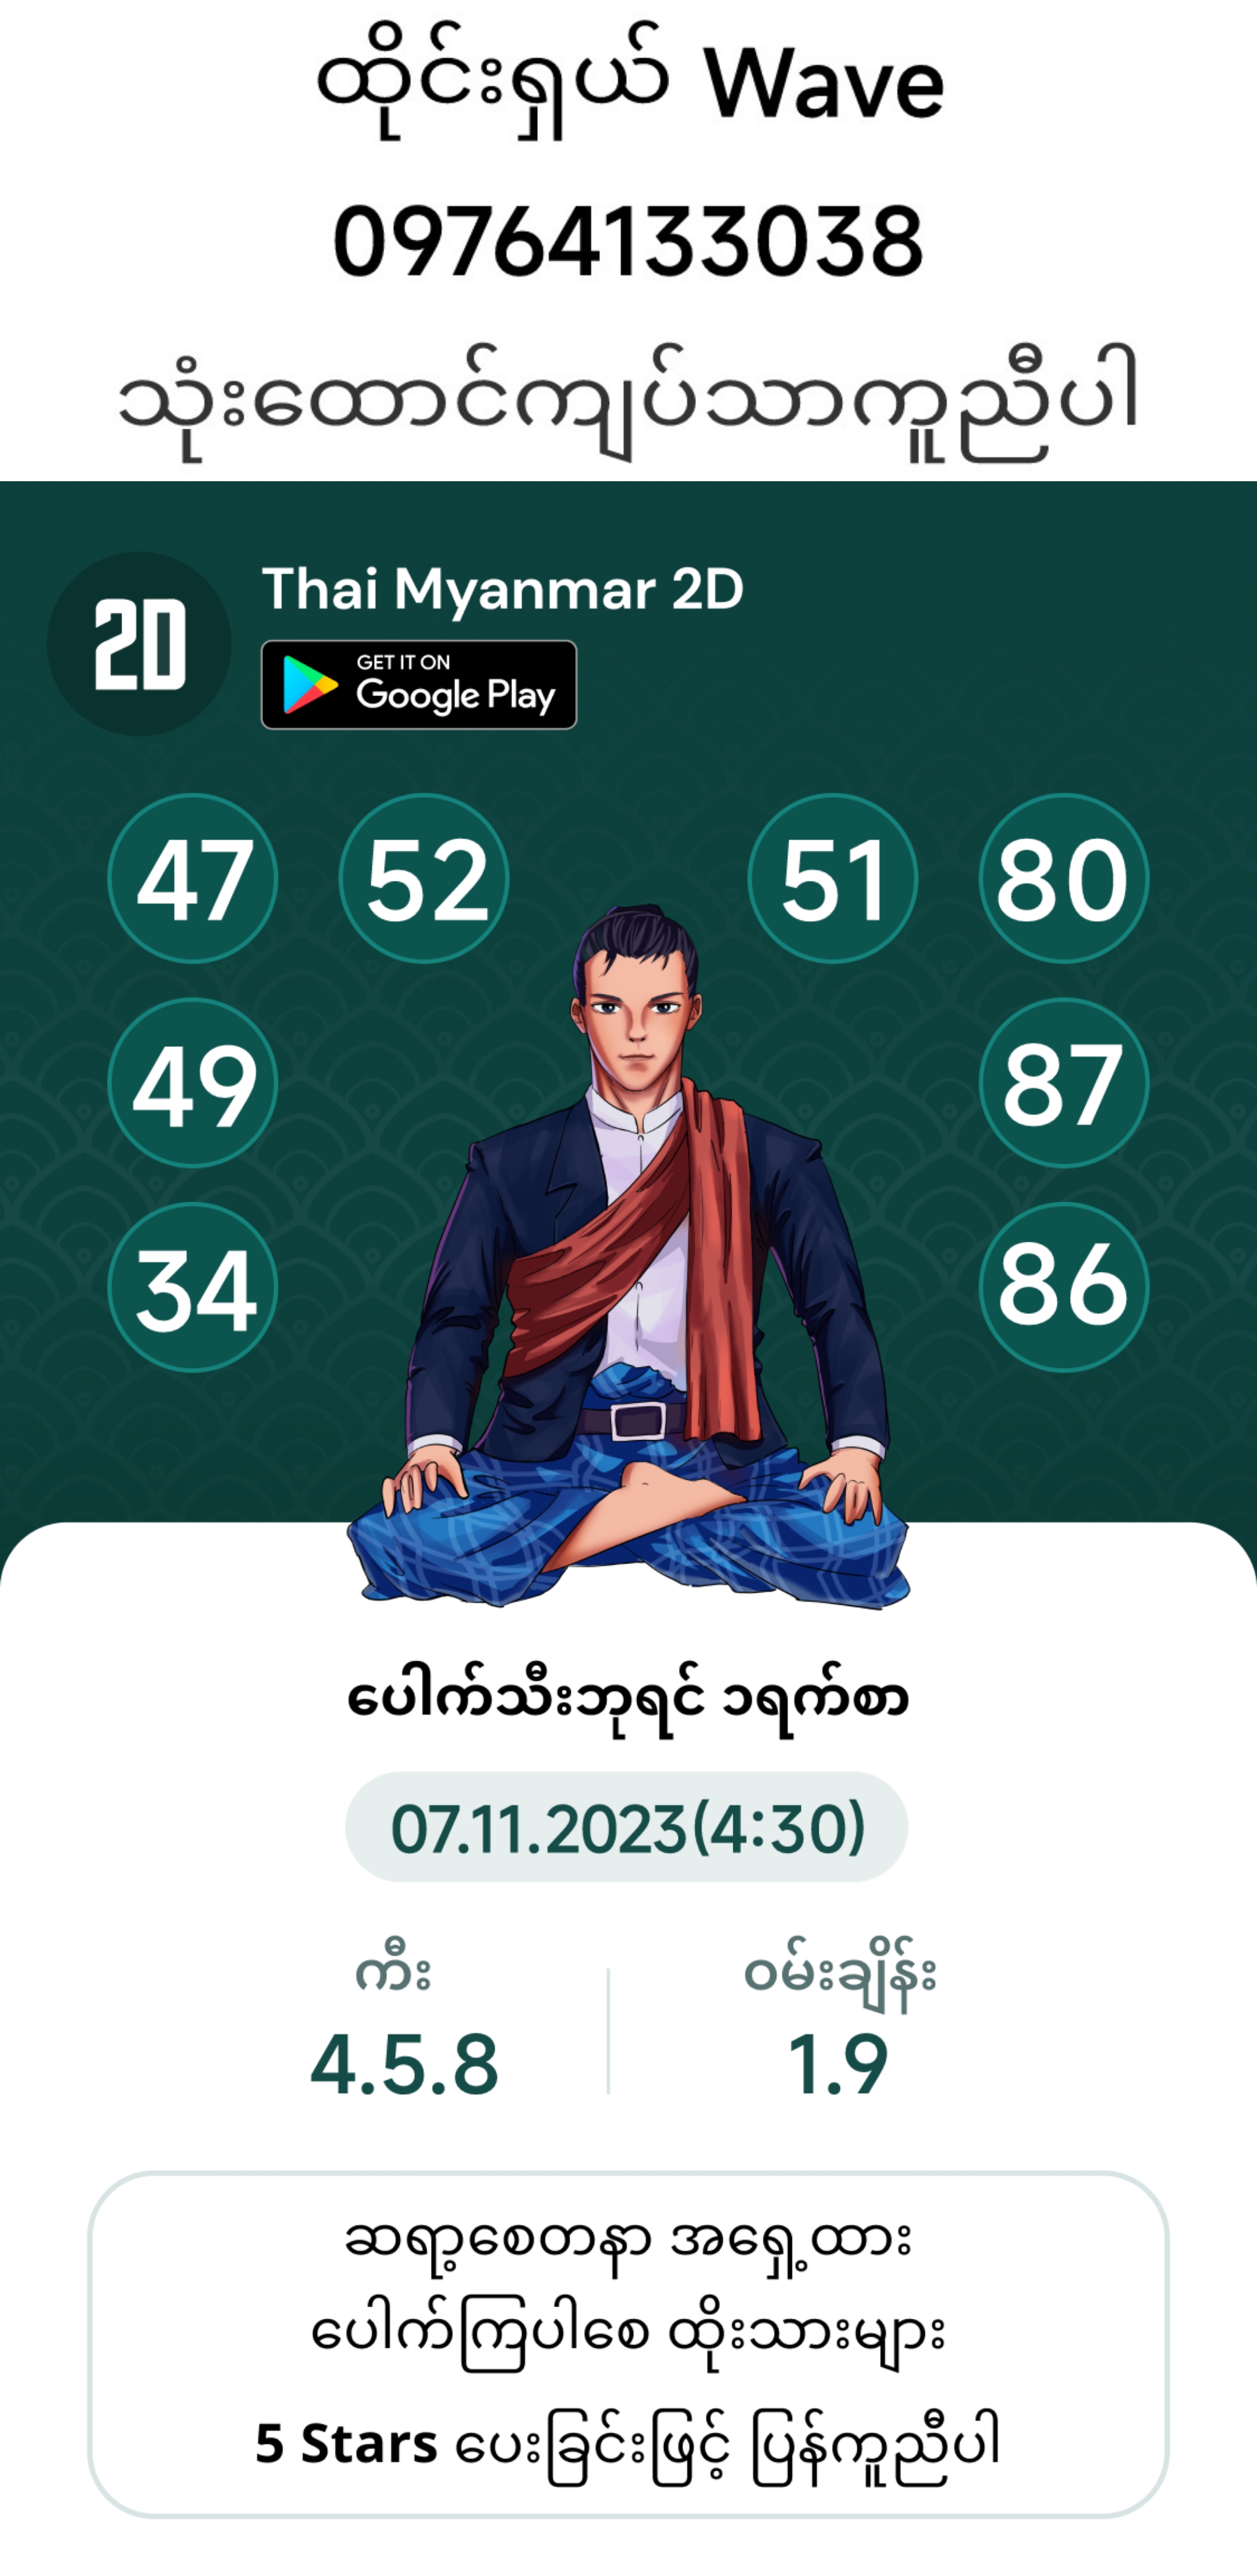 ထိုင်းရှယ် Wave
09764133038
သုံးထောင်ကျပ်သာကူညီပါ
2D
Thai Myanmar 2D
GET IT ON
Google Play
47 52 51 80
49 87
34 86
ပေါက်သီးဘုရင် ၁ရက်စာ
07.11.2023(4:30)
ကီး ဝမ်းချိန်း
4.5.8 1.9
ဆရာ့စေတနာ အရှေ့ထား
ပေါက်ကြပါစေ ထိုးသားများ
5 Stars ပေးခြင်းဖြင့် ပြန်ကူညီပါ